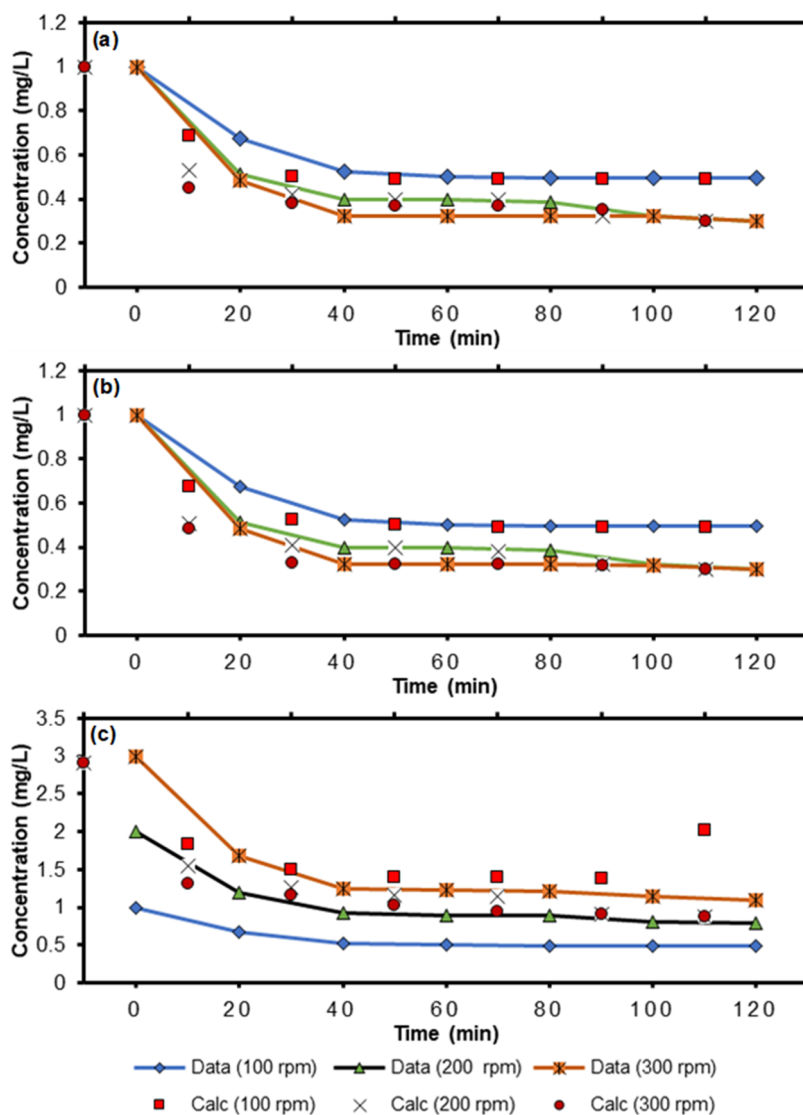 (a)
Concentration (mg/L)
1.2
1
0.8
0.6
0.4
0.2
0
0 20 40 60 80 100 120
Time (min)
(b)
Concentration (mg/L)
1.2
1
0.8
0.6
0.4
0.2
0
0 20 40 60 80 100 120
Time (min)
(c)
Concentration (mg/L)
3.5
3
2.5
2
1.5
1
0.5
0
0 20 40 60 80 100 120
Time (min)
Data (100 rpm) Data (200 rpm) Data (300 rpm)
Calc (100 rpm) Calc (200 rpm) Calc (300 rpm)